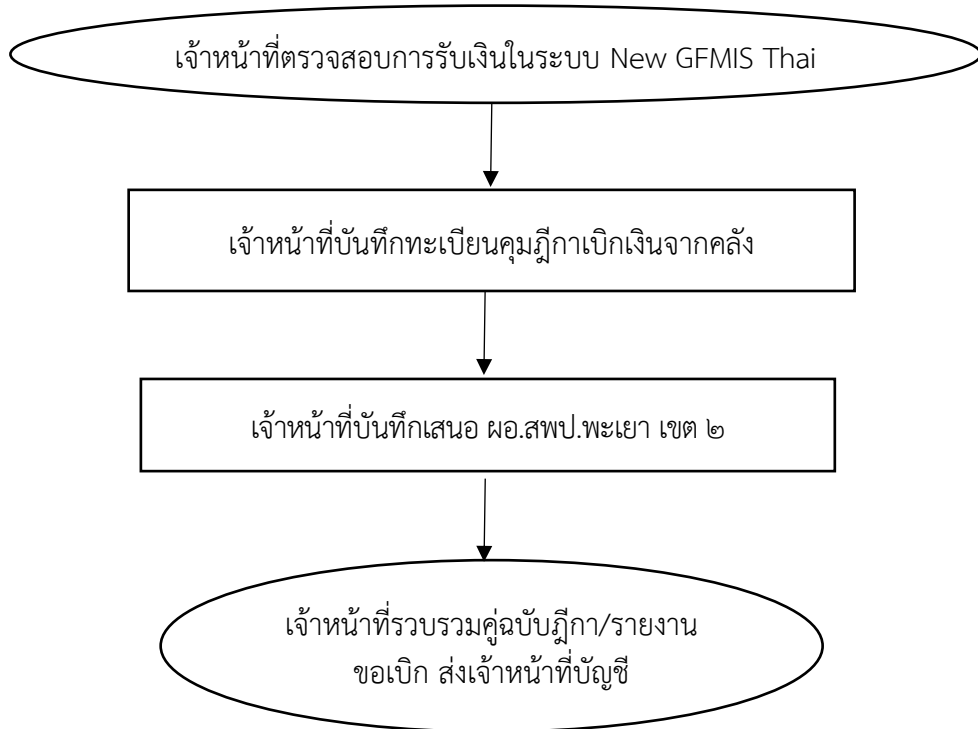 เจ้าหน้าที่ตรวจสอบการรับเงินในระบบ New GFMIS Thai
เจ้าหน้าที่บันทึกทะเบียนคุมฎีกาเบิกเงินจากคลัง
เจ้าหน้าที่บันทึกเสนอ ผอ.สพป.พะเยา เขต ๒
เจ้าหน้าที่รวบรวมคู่ฉบับฎีกา/รายงาน
ขอเบิก ส่งเจ้าหน้าที่บัญชี